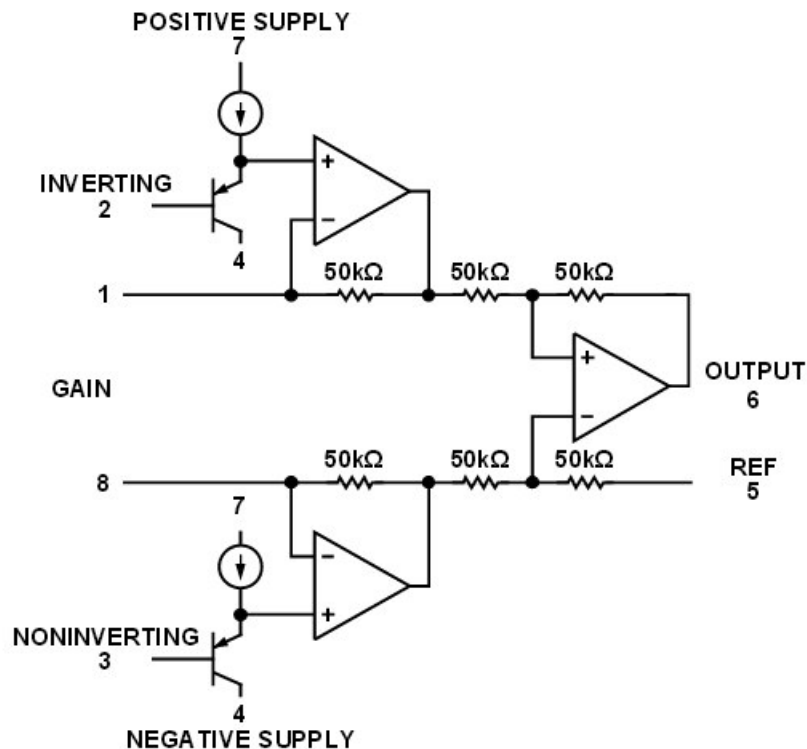 POSITIVE SUPPLY
7
+
INVERTING
2
−
4
50kΩ 50kΩ 50kΩ
1
+
GAIN
OUTPUT
6
−
50kΩ 50kΩ 50kΩ
REF
5
8
7
−
+
NONINVERTING
3
4
NEGATIVE SUPPLY